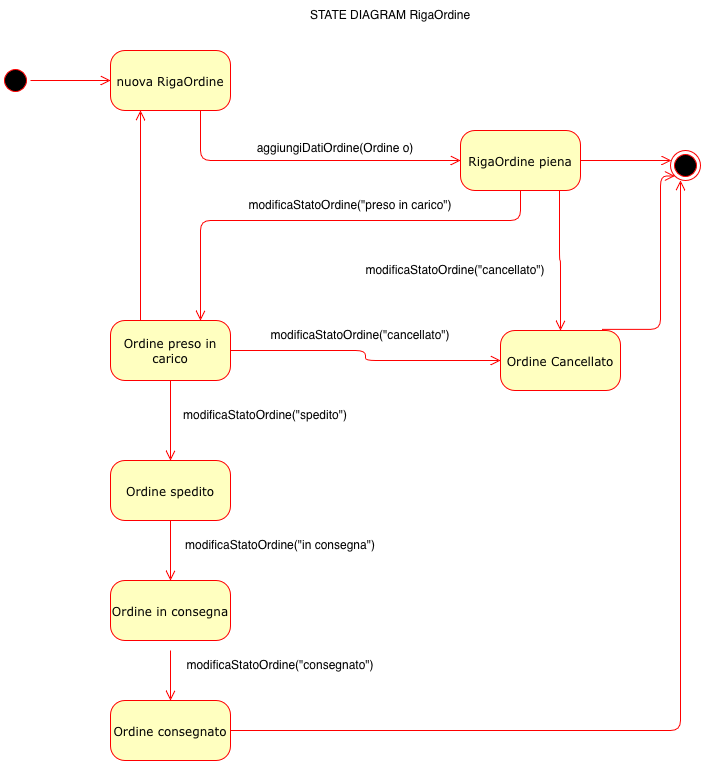 STATE DIAGRAM RigaOrdine
nuova RigaOrdine
aggiungiDatiOrdine(Ordine o)
RigaOrdine piena
modificaStatoOrdine("preso in carico")
modificaStatoOrdine("cancellato")
Ordine preso in
carico
modificaStatoOrdine("cancellato")
Ordine Cancellato
modificaStatoOrdine("spedito")
Ordine spedito
modificaStatoOrdine("in consegna")
Ordine in consegna
modificaStatoOrdine("consegnato")
Ordine consegnato